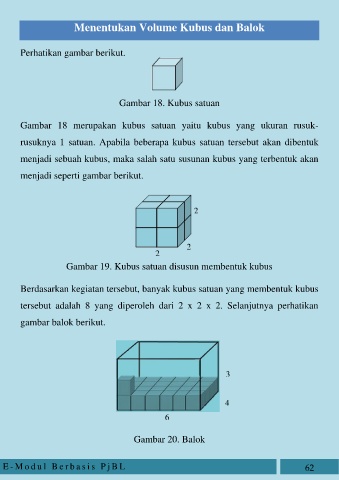 Menentukan Volume Kubus dan Balok
Perhatikan gambar berikut.
Gambar 18. Kubus satuan
Gambar 18 merupakan kubus satuan yaitu kubus yang ukuran rusuk-
rusuknya 1 satuan. Apabila beberapa kubus satuan tersebut akan dibentuk
menjadi sebuah kubus, maka salah satu susunan kubus yang terbentuk akan
menjadi seperti gambar berikut.
2
2
2
Gambar 19. Kubus satuan disusun membentuk kubus
Berdasarkan kegiatan tersebut, banyak kubus satuan yang membentuk kubus
tersebut adalah 8 yang diperoleh dari 2 x 2 x 2. Selanjutnya perhatikan
gambar balok berikut.
3
4
6
Gambar 20. Balok
E-Modul Berbasis PjBL 62